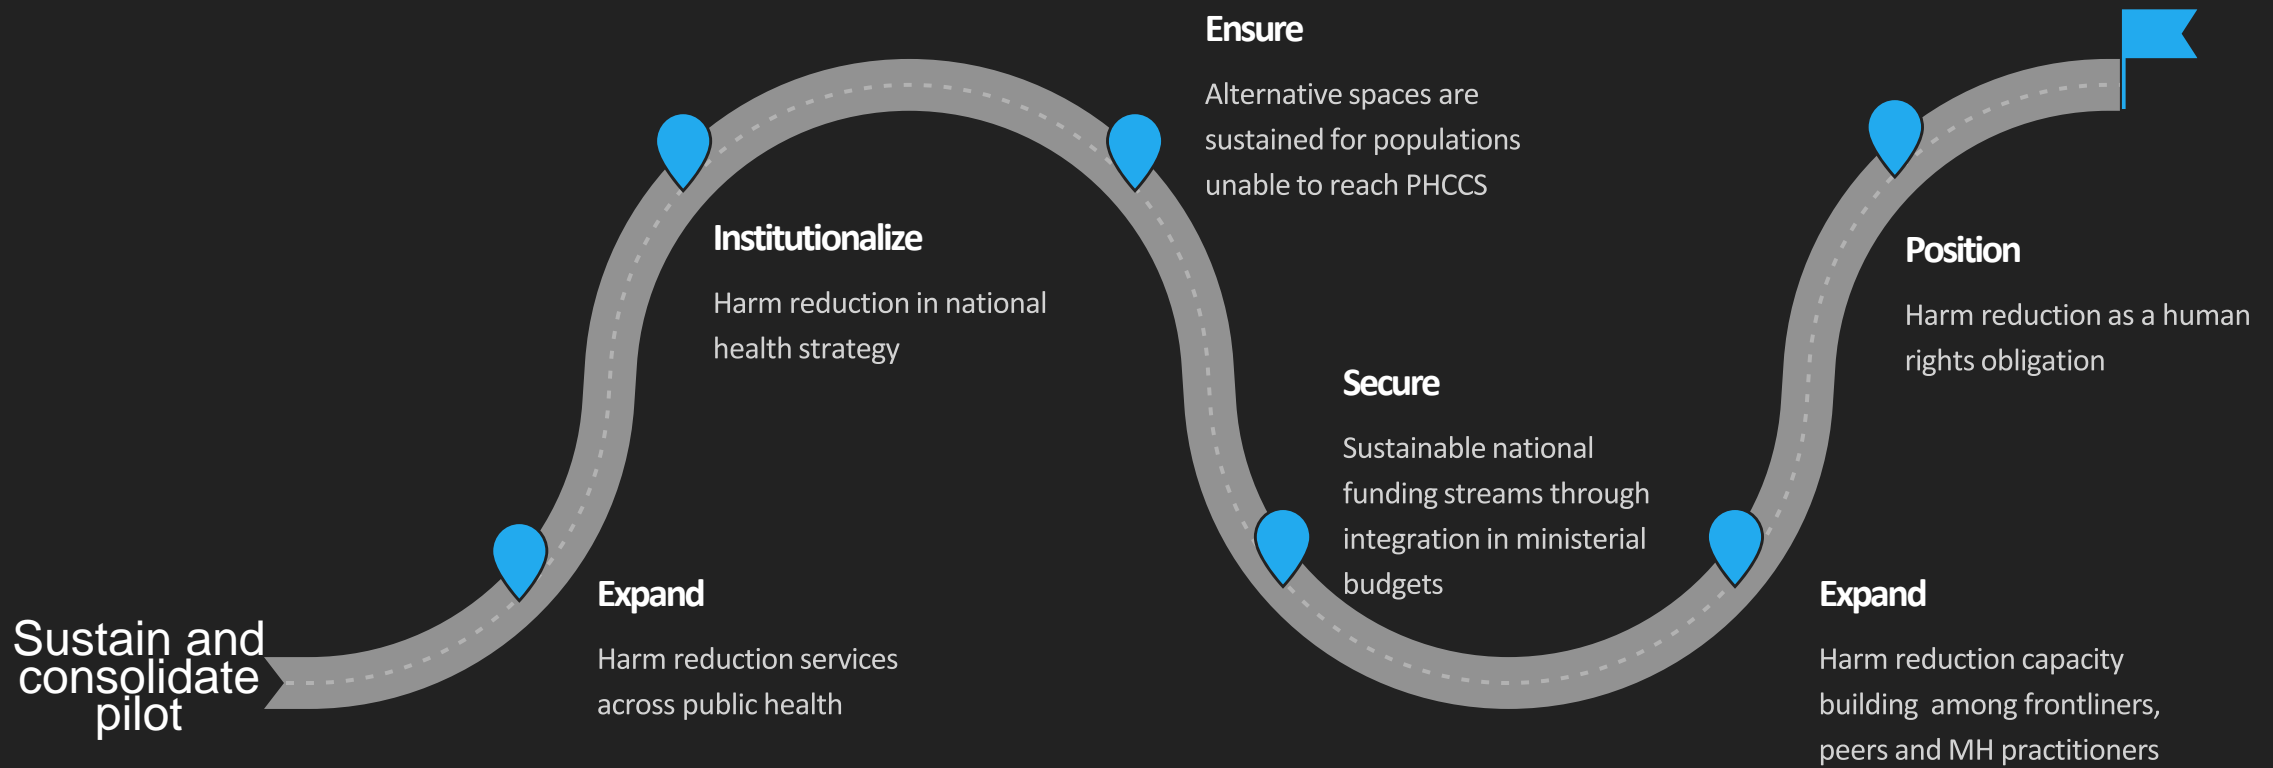 Sustain and
consolidate
pilot
Expand
Harm reduction services
across public health
Institutionalize
Harm reduction in national
health strategy
Ensure
Alternative spaces are
sustained for populations
unable to reach PHCCS
Secure
Sustainable national
funding streams through
integration in ministerial
budgets
Expand
Harm reduction capacity
building  among frontliners,
peers and MH practitioners
Position
Harm reduction as a human
rights obligation